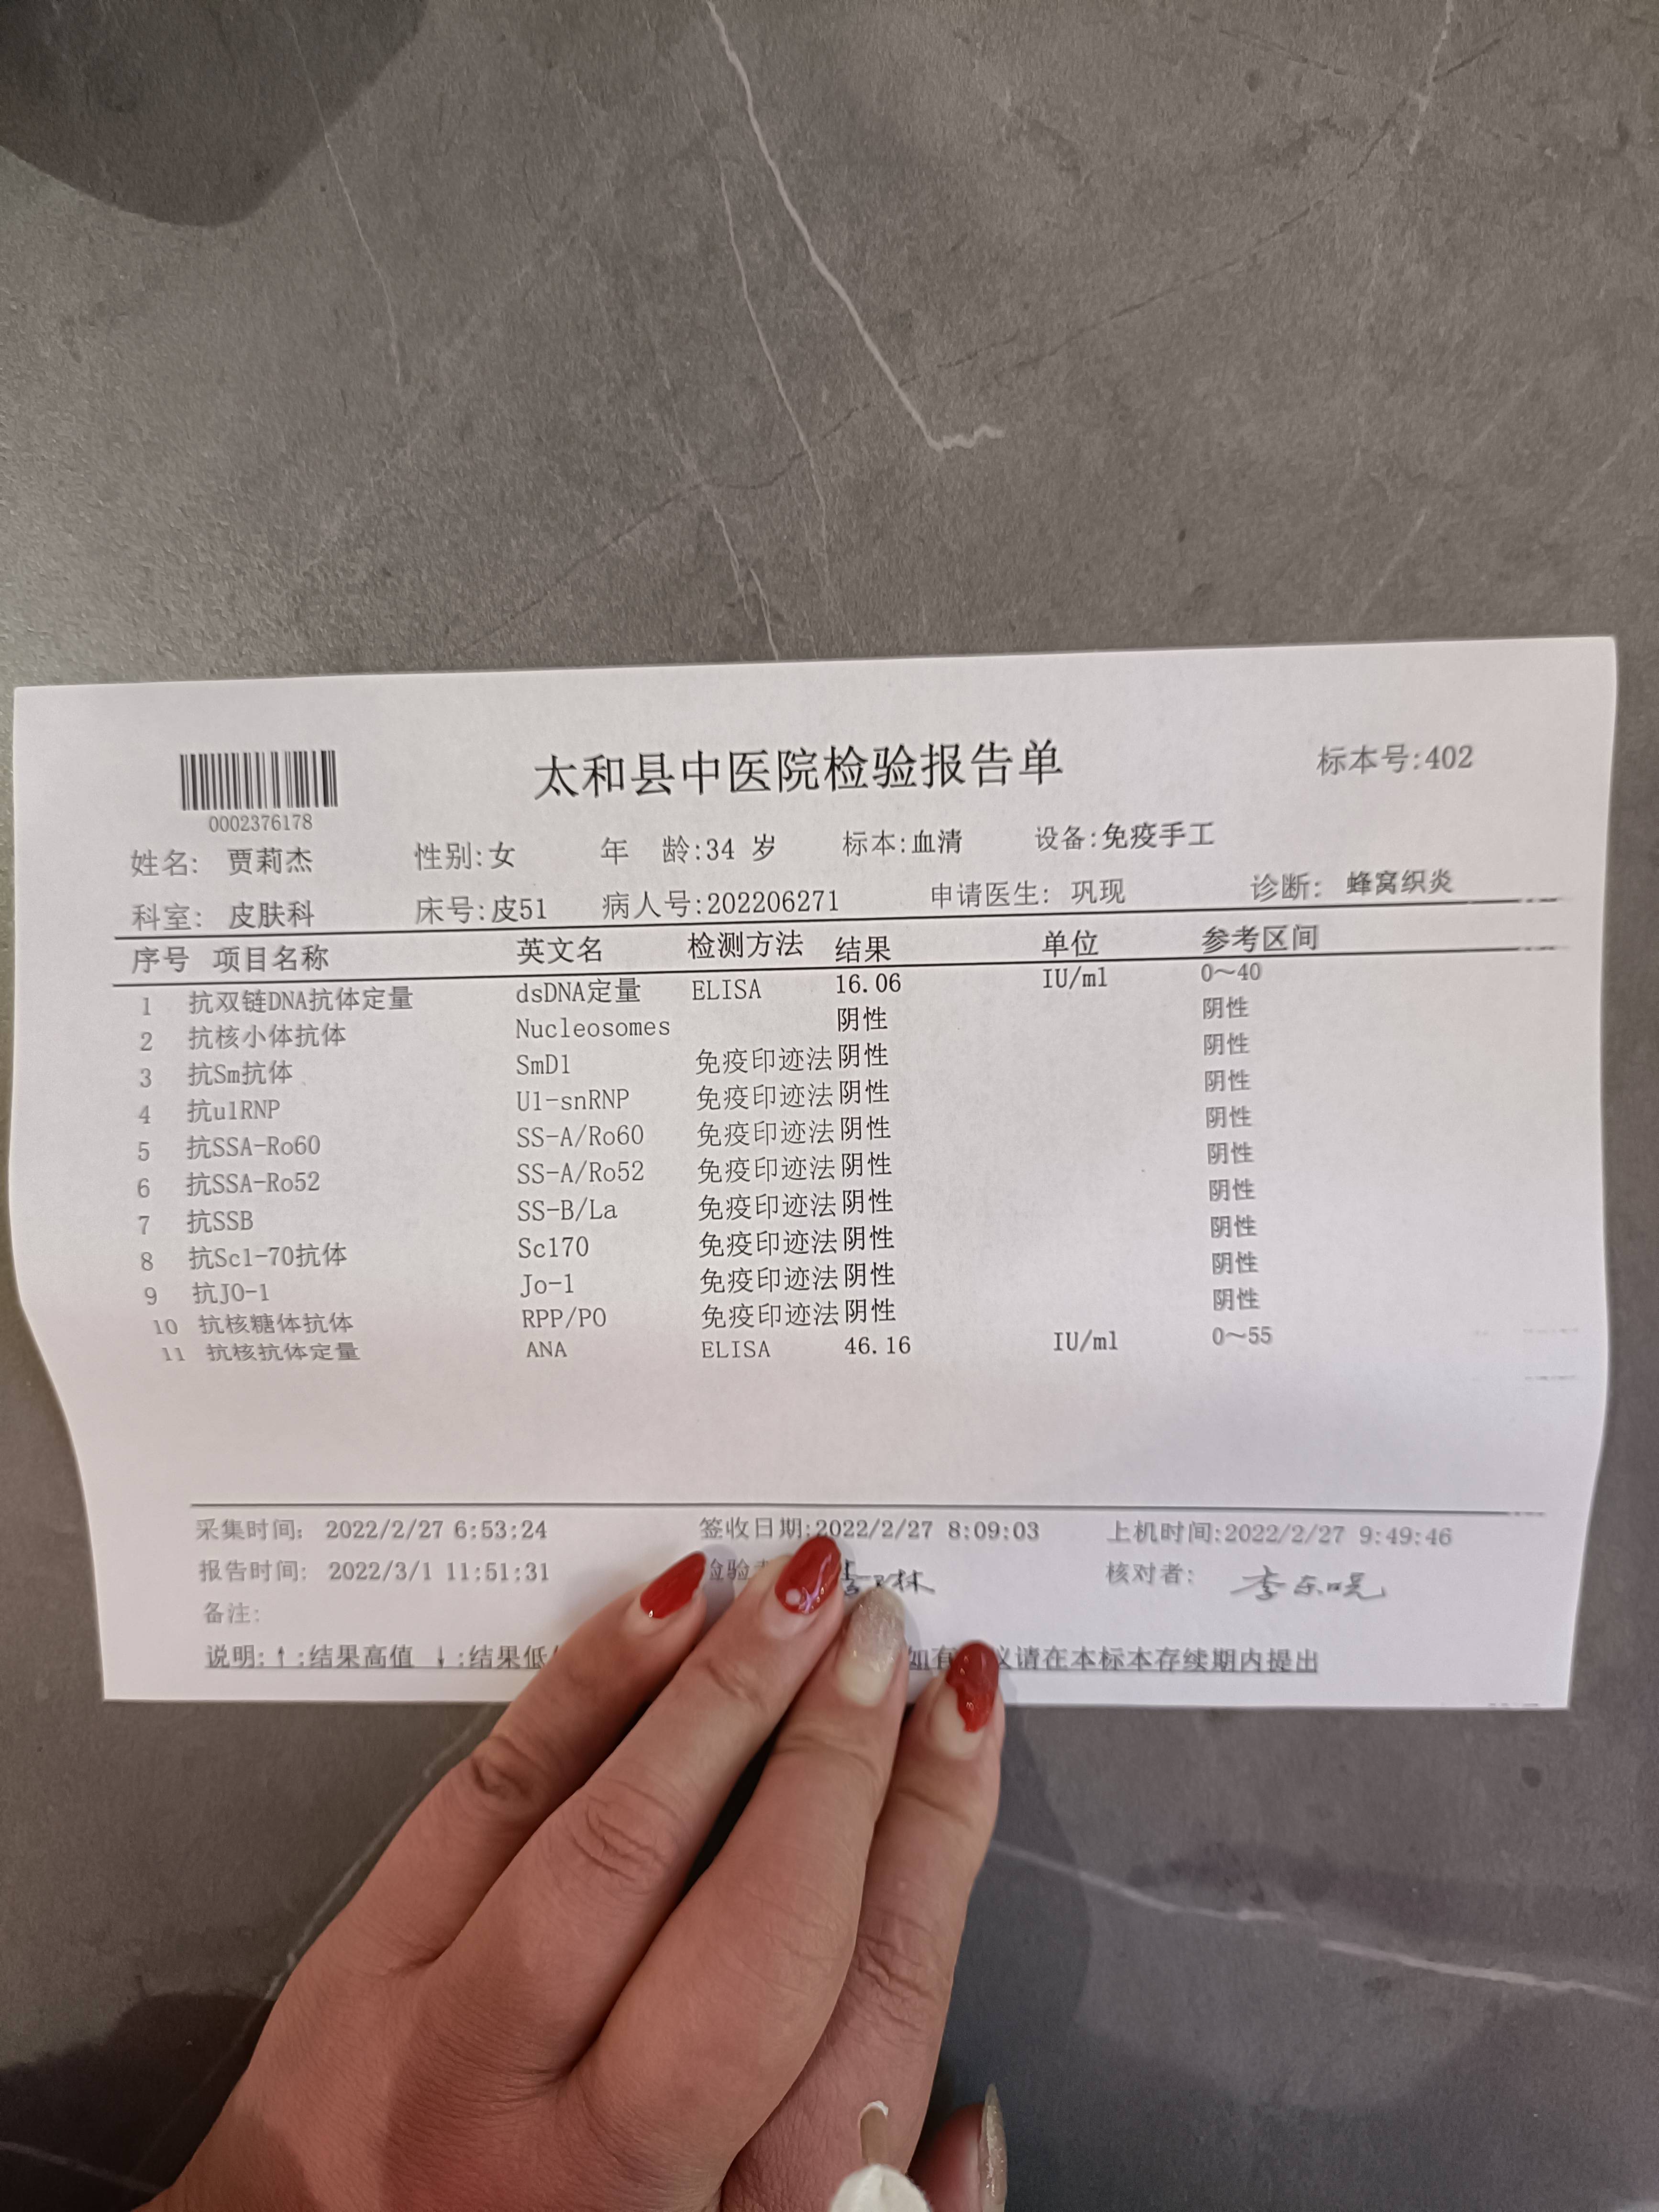 太和县中医院检验报告单
标本号:402
0002376178
姓名: 贾莉杰 性别:女 年 龄:34 岁 标本:血清 设备:免疫手工
科室: 皮肤科 床号:皮51 病人号:202206271 申请医生: 巩现 诊断: 蜂窝织炎
序号 项目名称 英文名 检测方法 结果 单位 参考区间
1 抗双链DNA抗体定量 dsDNA定量 ELISA 16.06 IU/ml 0～40
2 抗核小体抗体 Nucleosomes 阴性 阴性
3 抗Sm抗体 SmD1 免疫印迹法 阴性 阴性
4 抗u1RNP U1-snRNP 免疫印迹法 阴性 阴性
5 抗SSA-Ro60 SS-A/Ro60 免疫印迹法 阴性 阴性
6 抗SSA-Ro52 SS-A/Ro52 免疫印迹法 阴性 阴性
7 抗SSB SS-B/La 免疫印迹法 阴性 阴性
8 抗Scl-70抗体 Scl70 免疫印迹法 阴性 阴性
9 抗JO-1 Jo-1 免疫印迹法 阴性 阴性
10 抗核糖体抗体 RPP/PO 免疫印迹法 阴性 阴性
11 抗核抗体定量 ANA ELISA 46.16 IU/ml 0～55
采集时间: 2022/2/27 6:53:24 签收日期:2022/2/27 8:09:03 上机时间:2022/2/27 9:49:46
报告时间: 2022/3/1 11:51:31 检验 林 核对者: 李
备注:
说明:↑:结果高值 ↓:结果低 如有 议请在本标本存续期内提出